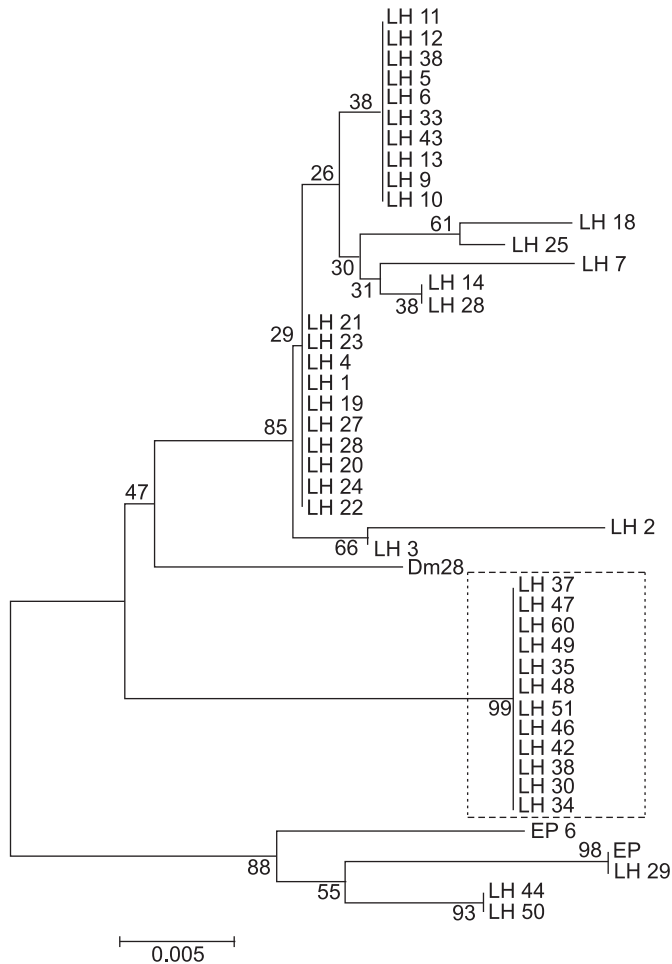 LH 11
LH 12
LH 38
LH 5
LH 6
38
LH 33
LH 43
LH 13
LH 9
LH 10
26
61
LH 18
LH 25
30
LH 7
31
LH 14
38
LH 28
29
LH 21
LH 23
LH 4
LH 1
LH 19
LH 27
85
LH 28
LH 20
LH 24
LH 22
47
LH 2
66
LH 3
Dm28
LH 37
LH 47
LH 60
LH 49
LH 35
LH 48
99
LH 51
LH 46
LH 42
LH 38
LH 30
LH 34
EP 6
98
EP
LH 29
88
55
LH 44
93
LH 50
0.005